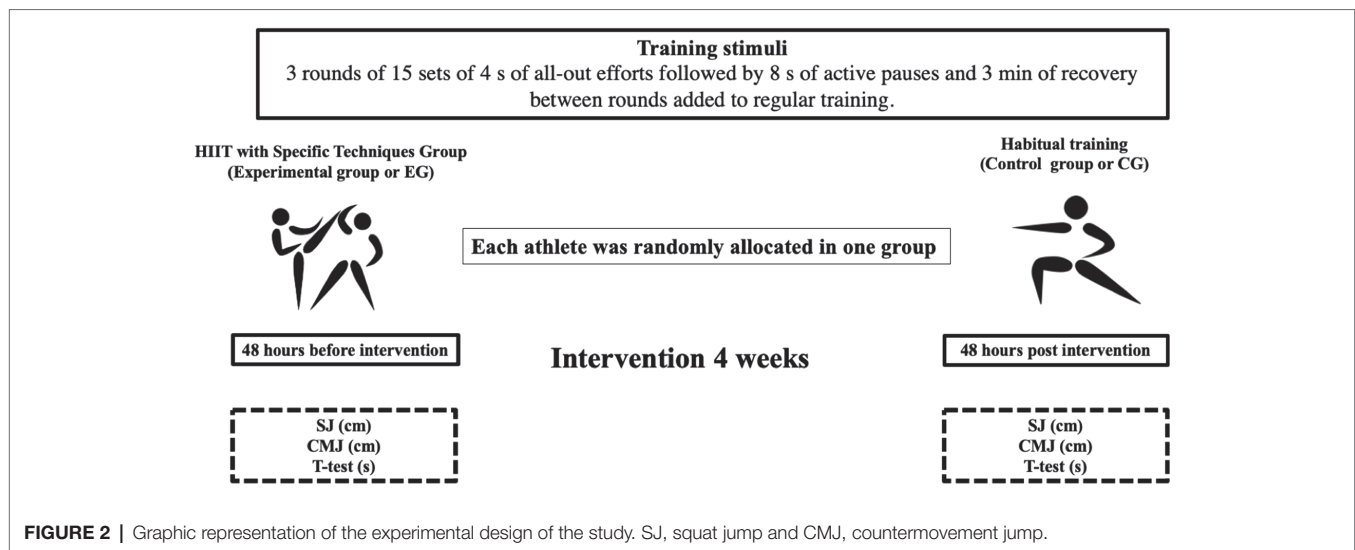 Training stimuli
3 rounds of 15 sets of 4 s of all-out efforts followed by 8 s of active pauses and 3 min of recovery
between rounds added to regular training.
HIIT with Specific Techniques Group
(Experimental group or EG)
Habitual training
(Control group or CG)
Each athlete was randomly allocated in one group
48 hours before intervention
Intervention 4 weeks
48 hours post intervention
SJ (cm)
CMJ (cm)
T-test (s)
SJ (cm)
CMJ (cm)
T-test (s)
FIGURE 2 | Graphic representation of the experimental design of the study. SJ, squat jump and CMJ, countermovement jump.